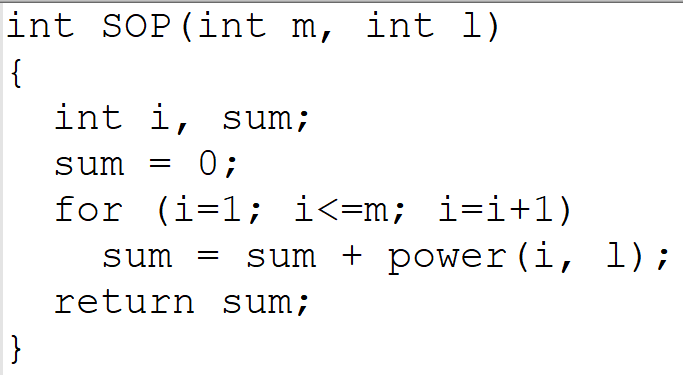 int SOP(int m, int l)
{
  int i, sum;
  sum = 0;
  for (i=1; i<=m; i=i+1)
    sum = sum + power(i, l);
  return sum;
}